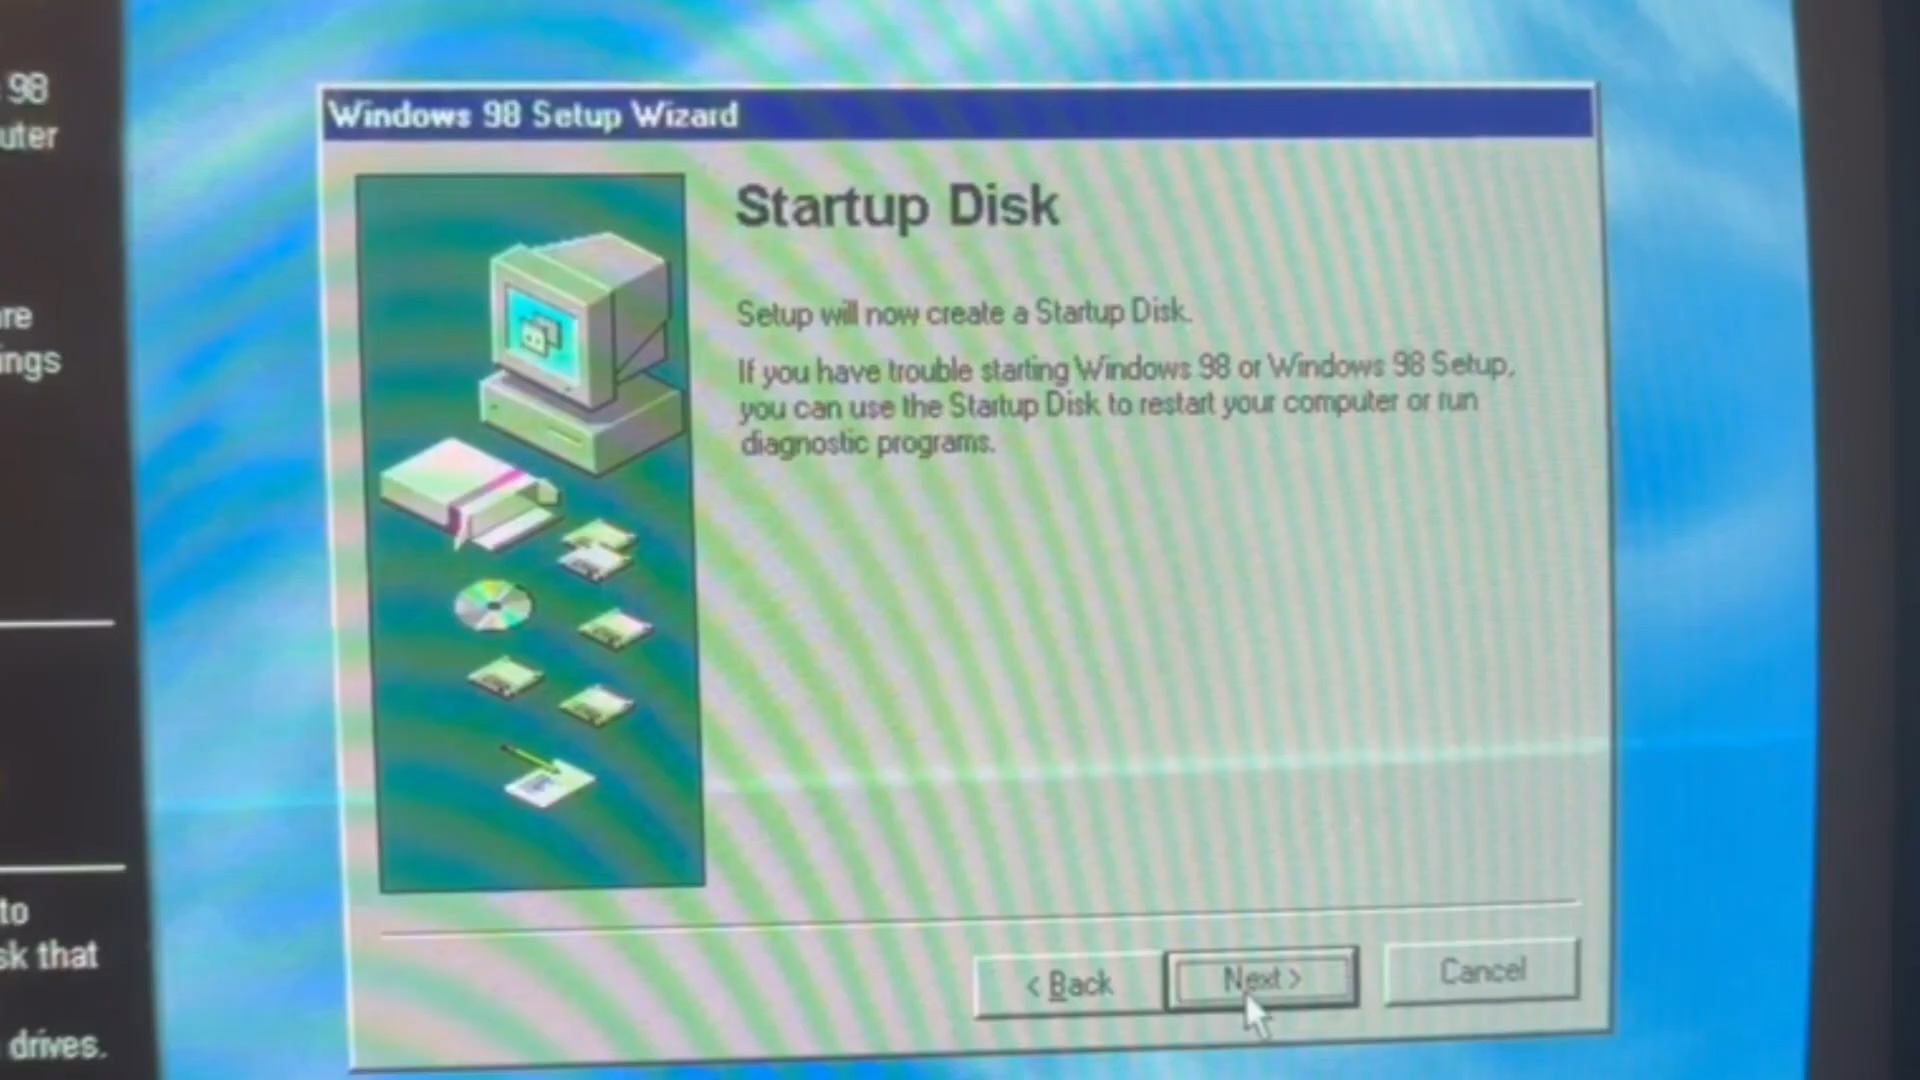 98
uter
re
ings
to
sk that
drives.
Windows 98 Setup Wizard
Startup Disk
Setup will now create a Startup Disk.
If you have trouble starting Windows 98 or Windows 98 Setup,
you can use the Startup Disk to restart your computer or run
diagnostic programs.
< Back
Next >
Cancel